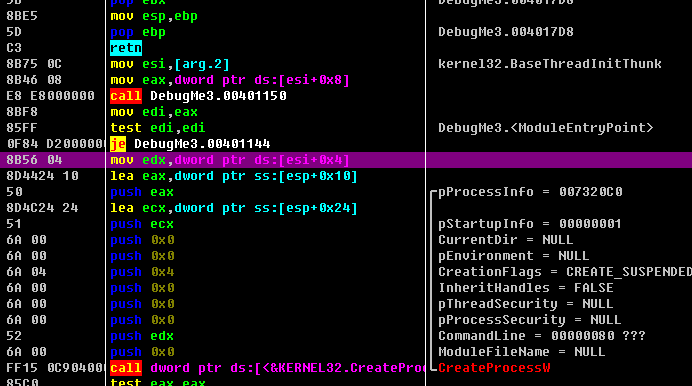 5B pop ebx DebugMe3.004017D8
8BE5 mov esp,ebp
5D pop ebp DebugMe3.004017D8
C3 retn
8B75 0C mov esi,[arg.2] kernel32.BaseThreadInitThunk
8B46 08 mov eax,dword ptr ds:[esi+0x8]
E8 E8000000 call DebugMe3.00401150
8BF8 mov edi,eax
85FF test edi,edi DebugMe3.<ModuleEntryPoint>
0F84 D200000 je DebugMe3.00401144
8B56 04 mov edx,dword ptr ds:[esi+0x4]
8D4424 10 lea eax,dword ptr ss:[esp+0x10]
50 push eax pProcessInfo = 007320C0
8D4C24 24 lea ecx,dword ptr ss:[esp+0x24]
51 push ecx pStartupInfo = 00000001
6A 00 push 0x0 CurrentDir = NULL
6A 00 push 0x0 pEnvironment = NULL
6A 04 push 0x4 CreationFlags = CREATE_SUSPENDED
6A 00 push 0x0 InheritHandles = FALSE
6A 00 push 0x0 pThreadSecurity = NULL
6A 00 push 0x0 pProcessSecurity = NULL
52 push edx CommandLine = 00000080 ???
6A 00 push 0x0 ModuleFileName = NULL
FF15 0C90400 call dword ptr ds:[<&KERNEL32.CreateProc CreateProcessW
85C0 test eax,eax